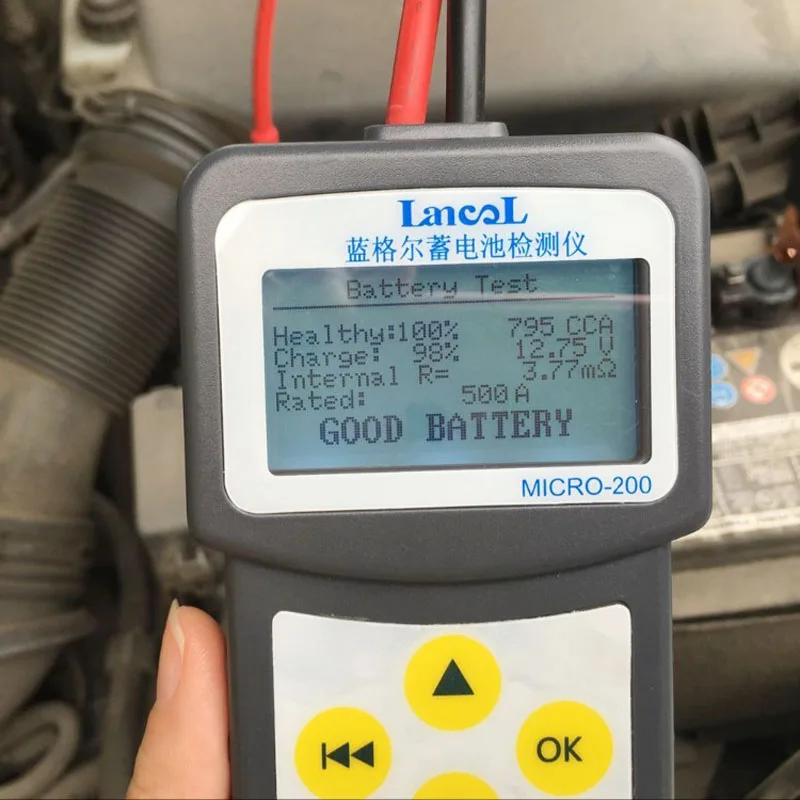 Lancol
蓝格尔蓄电池检测仪
Battery Test
Healthy:100% 795 CCA
Charge: 98% 12.75 V
Internal R= 3.77mΩ
Rated: 500 A
GOOD BATTERY
MICRO-200
OK